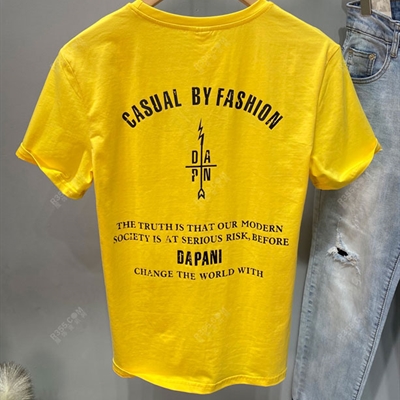 CASUAL BY FASHION
DA
PN
THE TRUTH IS THAT OUR MODERN
SOCIETY IS AT SERIOUS RISK, BEFORE
DAPANI
CHANGE THE WORLD WITH